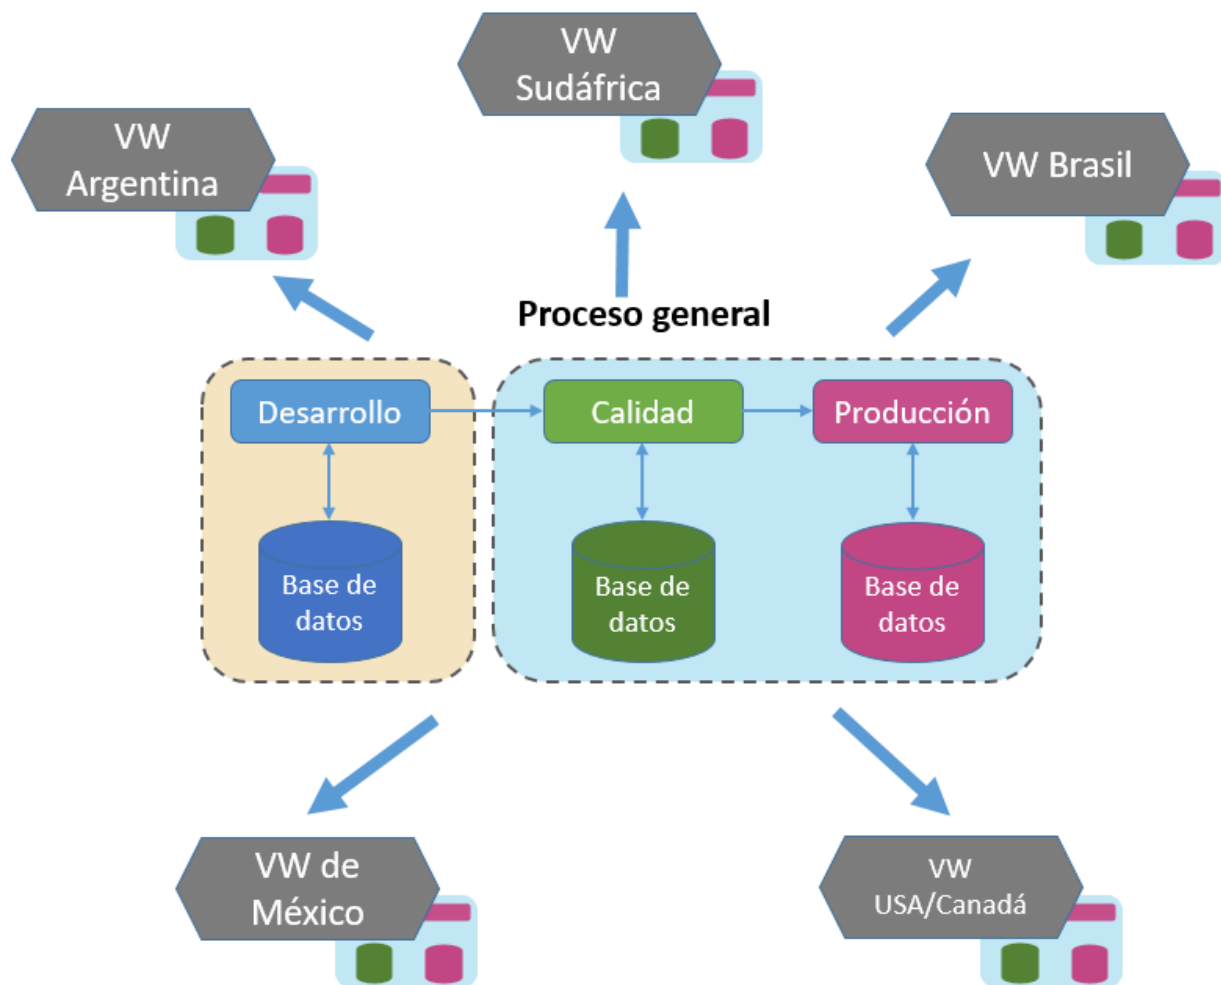 VW
Sudáfrica
VW
Argentina
VW Brasil
Proceso general
Desarrollo
Calidad
Producción
Base de
datos
Base de
datos
Base de
datos
VW de
México
VW
USA/Canadá